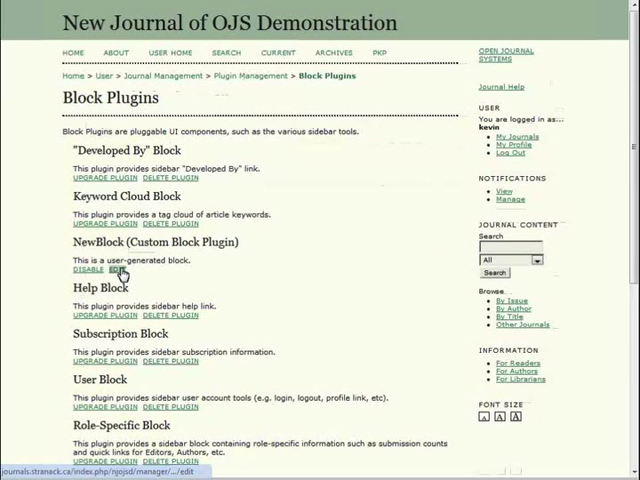 New Journal of OJS Demonstration
HOME ABOUT USER HOME SEARCH CURRENT ARCHIVES PKP
Home > User > Journal Management > Plugin Management > Block Plugins
Block Plugins
Block Plugins are pluggable UI components, such as the various sidebar tools.
"Developed By" Block
This plugin provides sidebar "Developed By" link.
UPGRADE PLUGIN DELETE PLUGIN
Keyword Cloud Block
This plugin provides a tag cloud of article keywords.
UPGRADE PLUGIN DELETE PLUGIN
NewBlock (Custom Block Plugin)
This is a user-generated block.
DISABLE EDIT
Help Block
This plugin provides sidebar help link.
UPGRADE PLUGIN DELETE PLUGIN
Subscription Block
This plugin provides sidebar subscription information.
UPGRADE PLUGIN DELETE PLUGIN
User Block
This plugin provides sidebar user account tools (e.g. login, logout, profile link, etc).
UPGRADE PLUGIN DELETE PLUGIN
Role-Specific Block
This plugin provides a sidebar block containing role-specific information such as submission counts
and quick links for Editors, Authors, etc.
UPGRADE PLUGIN DELETE PLUGIN
journals.stranack.ca/index.php/njojsd/manager/.../edit
OPEN JOURNAL
SYSTEMS
Journal Help
USER
You are logged in as...
kevin
My Journals
My Profile
Log Out
NOTIFICATIONS
View
Manage
JOURNAL CONTENT
Search
All
Search
Browse
By Issue
By Author
By Title
Other Journals
INFORMATION
For Readers
For Authors
For Librarians
FONT SIZE
A A A